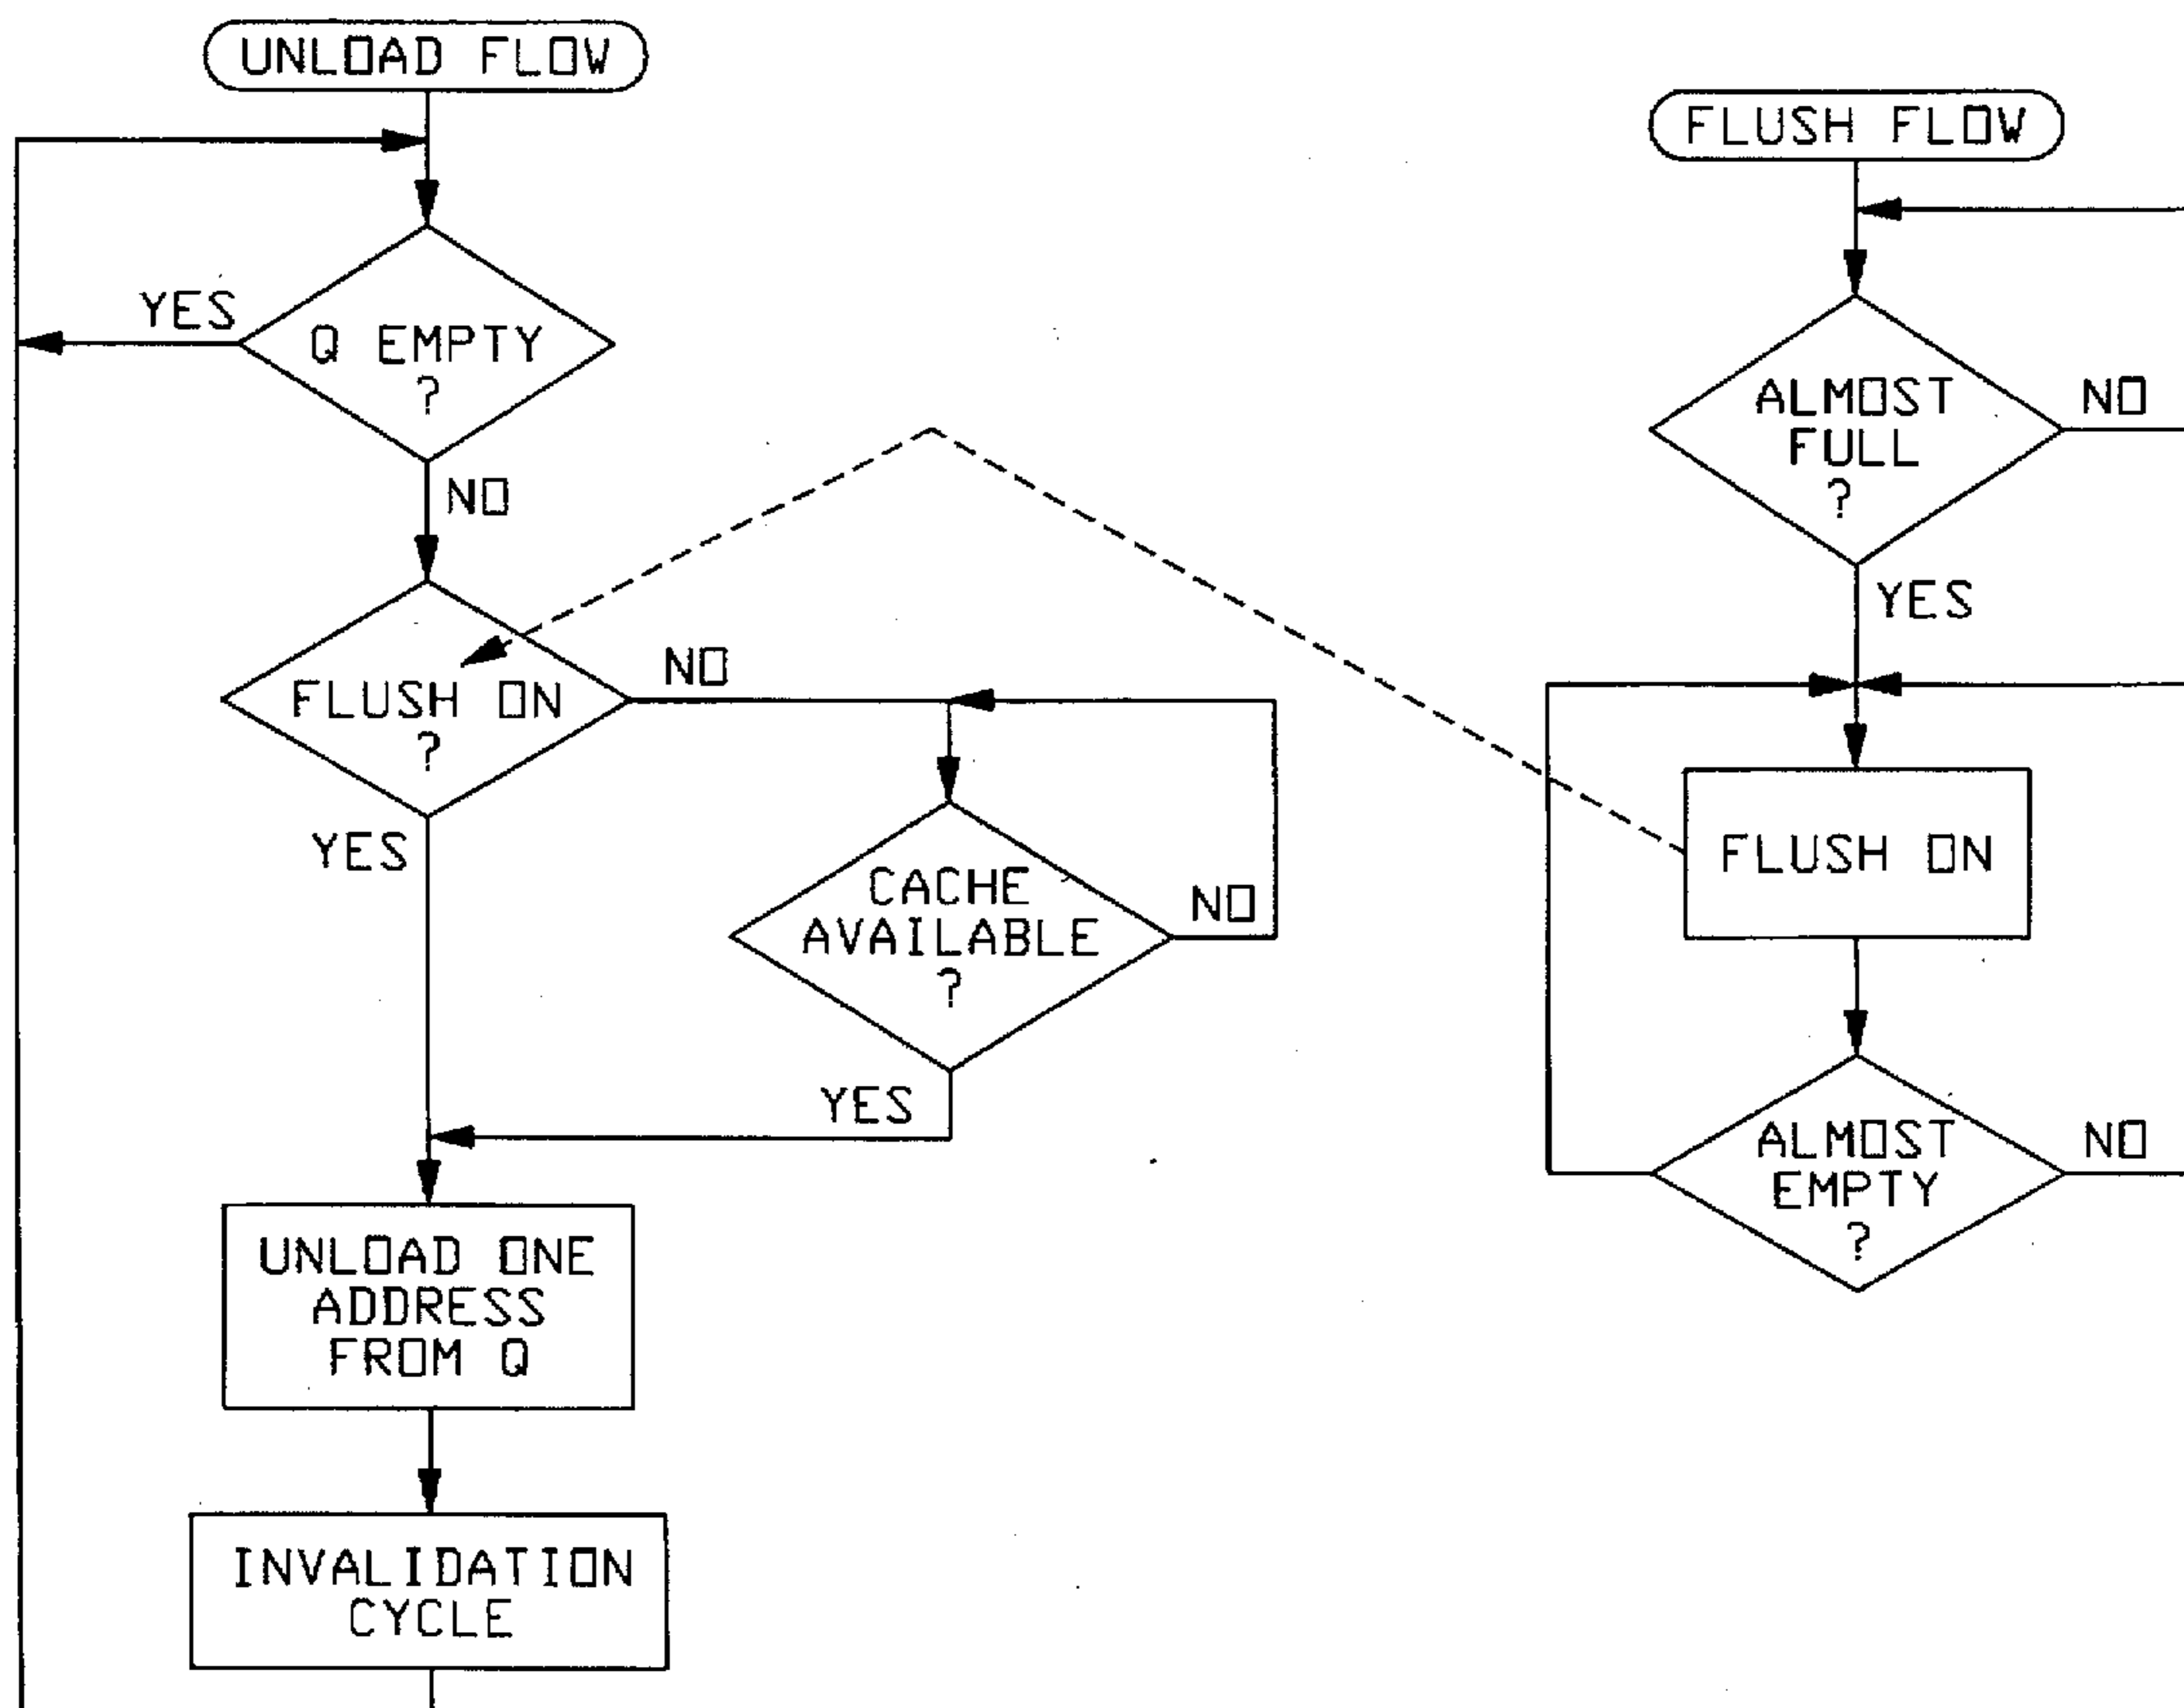 UNLOAD FLOW
YES
Q EMPTY
?
NO
FLUSH ON
?
NO
YES
CACHE
AVAILABLE
?
NO
YES
UNLOAD ONE
ADDRESS
FROM Q
INVALIDATION
CYCLE
FLUSH FLOW
ALMOST
FULL
?
NO
YES
FLUSH ON
ALMOST
EMPTY
?
NO